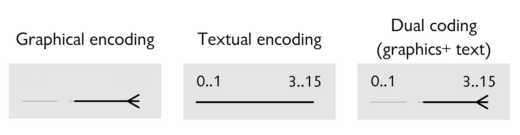 Graphical encoding
Textual encoding
0..1 3..15
Dual coding
(graphics+ text)
0..1 3..15